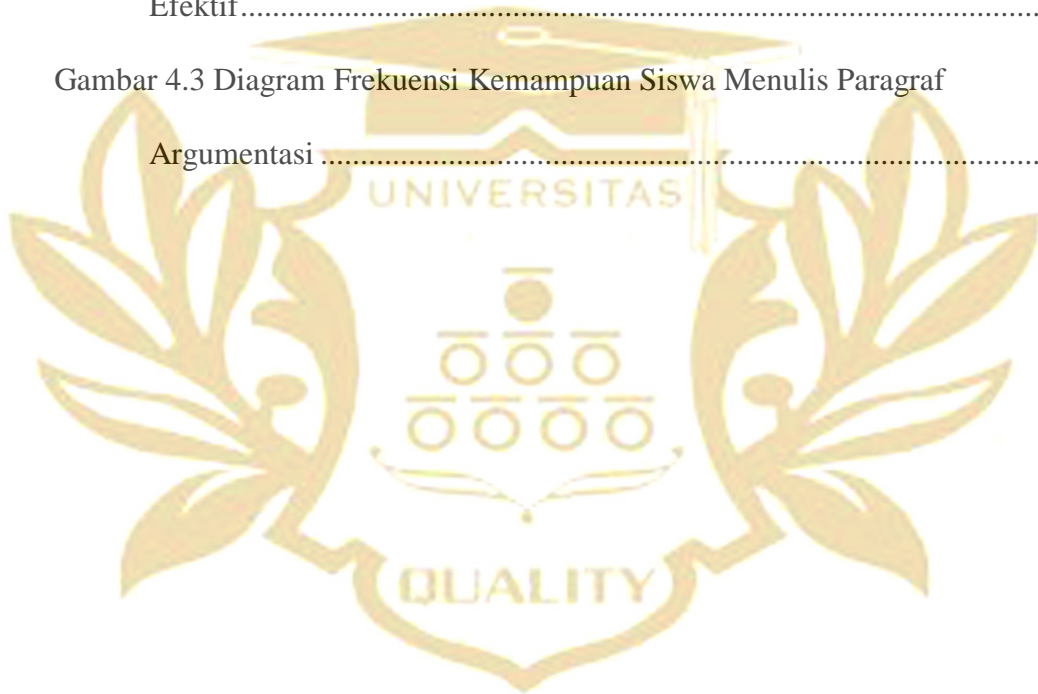 Efektif....................................................................................................
Gambar 4.3 Diagram Frekuensi Kemampuan Siswa Menulis Paragraf
Argumentasi..........................................................................................
UNIVERSITAS
QUALITY